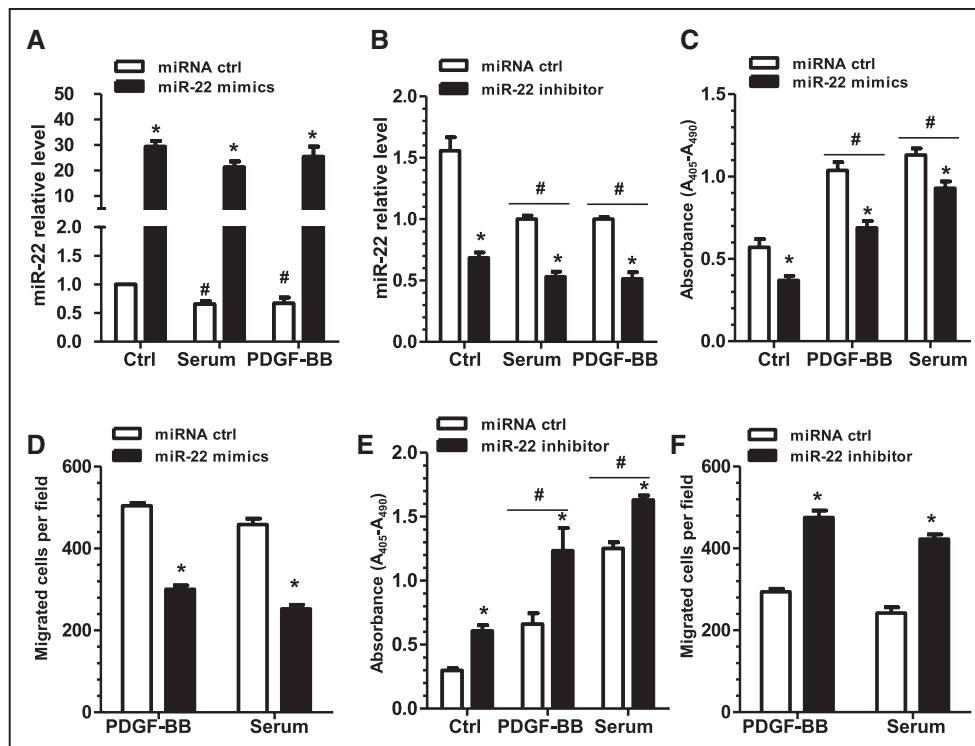 A
miRNA ctrl
miR-22 mimics
miR-22 relative level
50
40
30
20
10
2.0
1.5
1.0
0.5
0.0
* * *
# #
Ctrl Serum PDGF-BB
B
miRNA ctrl
miR-22 inhibitor
miR-22 relative level
2.0
1.5
1.0
0.5
0.0
# #
* * *
Ctrl Serum PDGF-BB
C
miRNA ctrl
miR-22 mimics
Absorbance (A405-A490)
1.5
1.0
0.5
0.0
# #
* * *
Ctrl PDGF-BB Serum
D
miRNA ctrl
miR-22 mimics
Migrated cells per field
600
400
200
0
* *
PDGF-BB Serum
E
miRNA ctrl
miR-22 inhibitor
Absorbance (A405-A490)
2.0
1.5
1.0
0.5
0.0
# #
* * *
Ctrl PDGF-BB Serum
F
miRNA ctrl
miR-22 inhibitor
Migrated cells per field
600
400
200
0
* *
PDGF-BB Serum